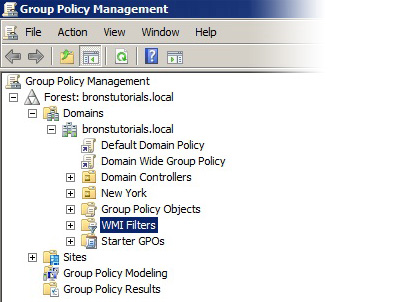 Group Policy Management
File Action View Window Help
Group Policy Management
Forest: bronstutorials.local
Domains
bronstutorials.local
Default Domain Policy
Domain Wide Group Policy
Domain Controllers
New York
Group Policy Objects
WMI Filters
Starter GPOs
Sites
Group Policy Modeling
Group Policy Results